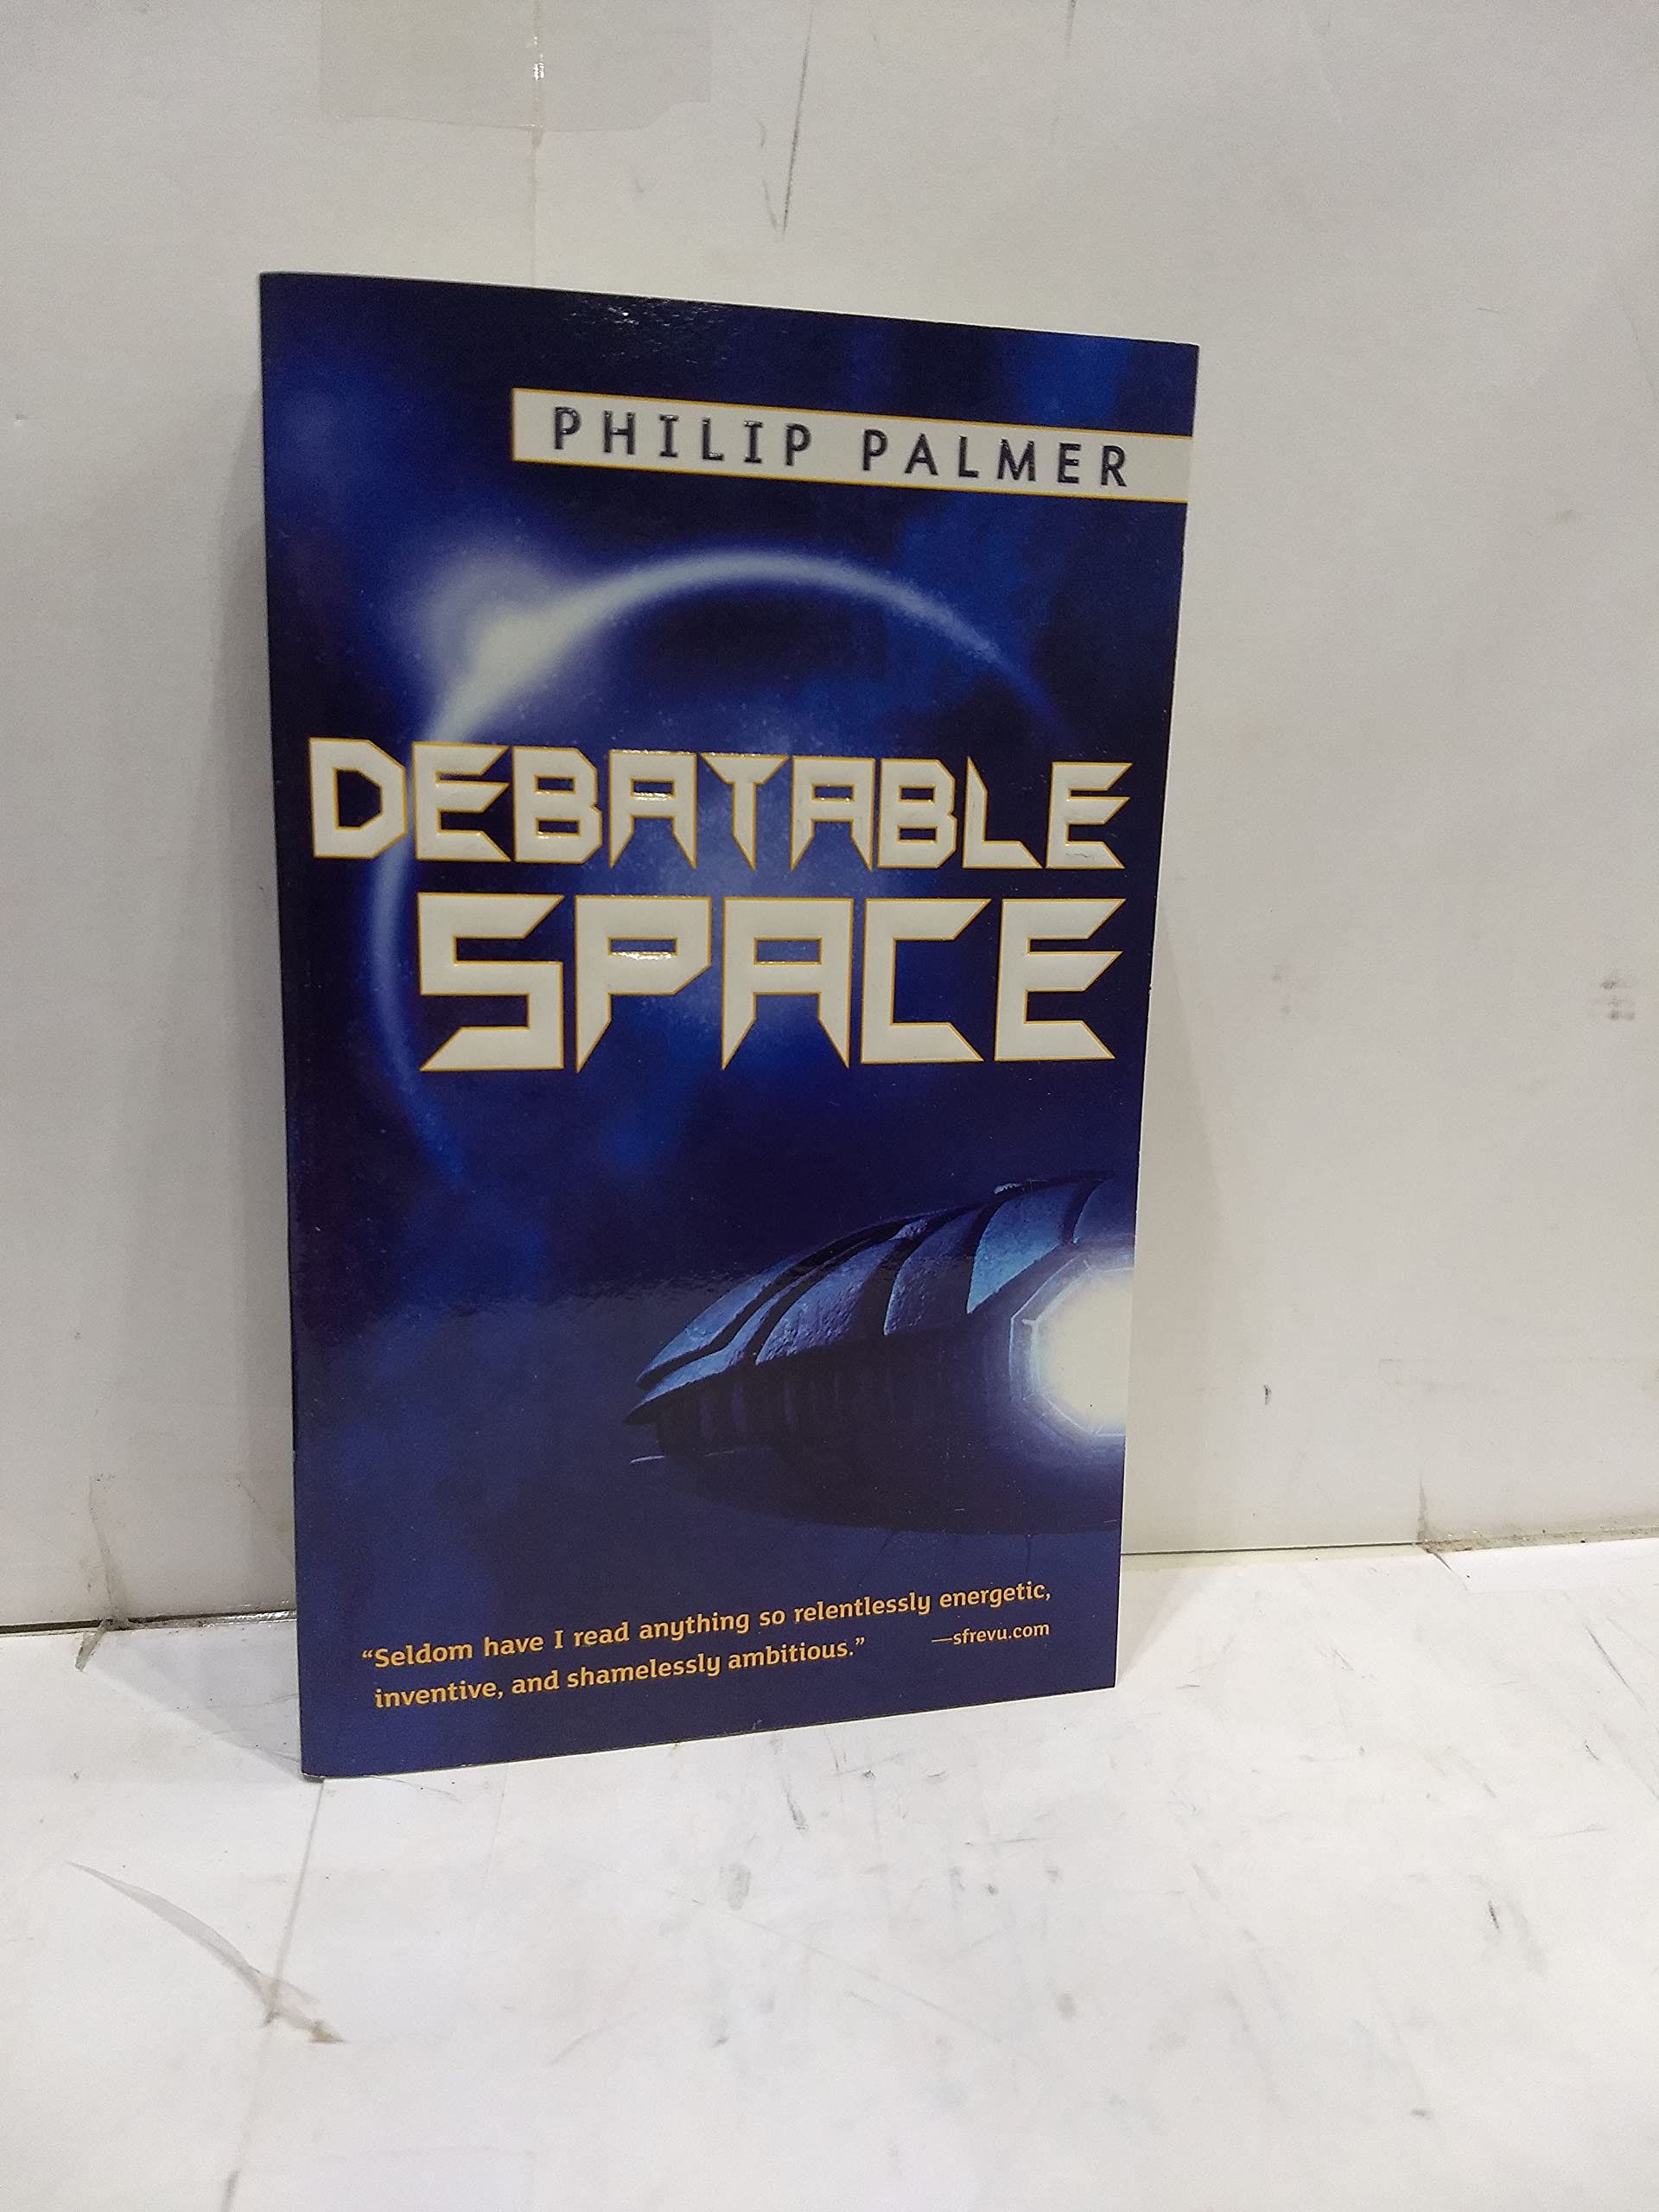 PHILIP PALMER
DEBATABLE
SPACE
“Seldom have I read anything so relentlessly energetic,
inventive, and shamelessly ambitious.” —sfrevu.com